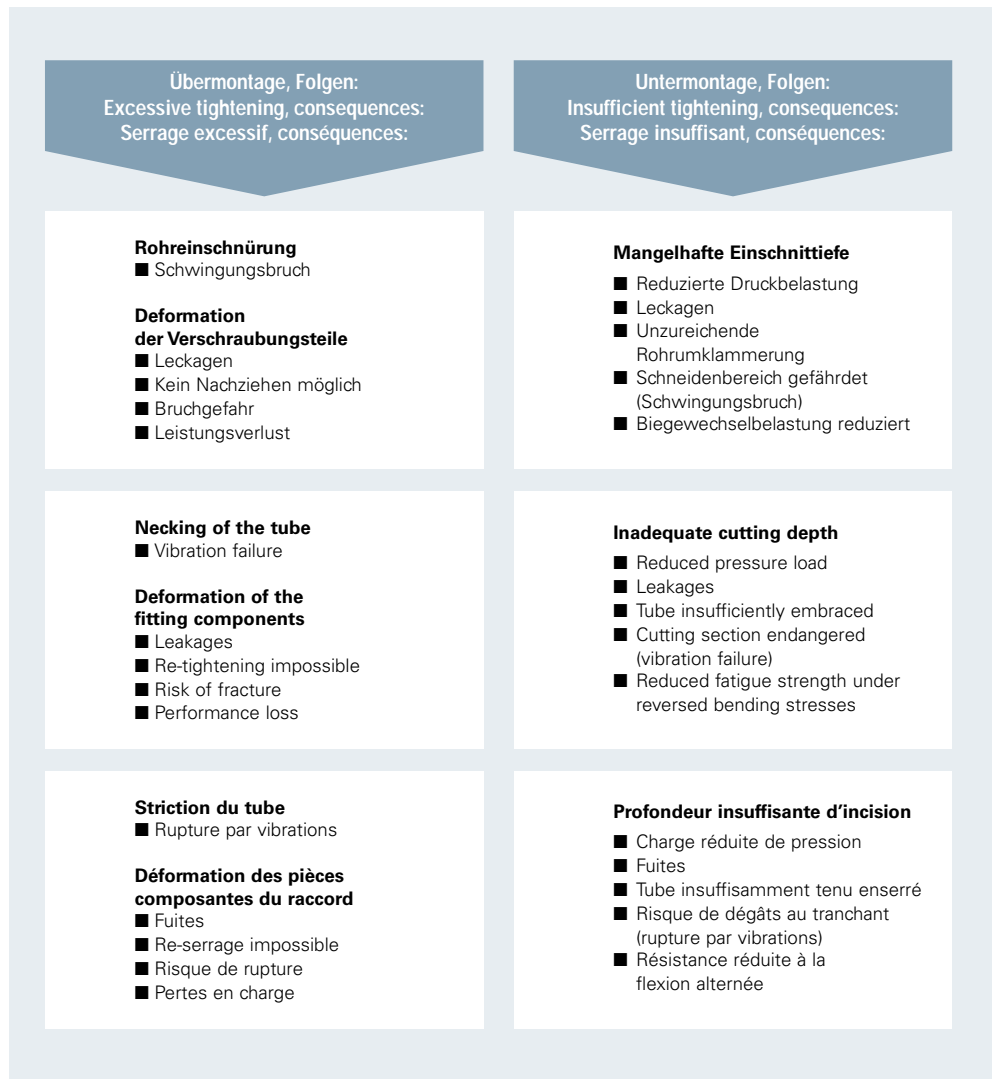 Übermontage, Folgen:
Excessive tightening, consequences:
Serrage excessif, conséquences:
Untermontage, Folgen:
Insufficient tightening, consequences:
Serrage insuffisant, conséquences:
Rohreinschnürung
■ Schwingungsbruch
Deformation
der Verschraubungsteile
■ Leckagen
■ Kein Nachziehen möglich
■ Bruchgefahr
■ Leistungsverlust
Mangelhafte Einschnittiefe
■ Reduzierte Druckbelastung
■ Leckagen
■ Unzureichende
Rohrumklammerung
■ Schneidenbereich gefährdet
(Schwingungsbruch)
■ Biegewechselbelastung reduziert
Necking of the tube
■ Vibration failure
Deformation of the
fitting components
■ Leakages
■ Re-tightening impossible
■ Risk of fracture
■ Performance loss
Inadequate cutting depth
■ Reduced pressure load
■ Leakages
■ Tube insufficiently embraced
■ Cutting section endangered
(vibration failure)
■ Reduced fatigue strength under
reversed bending stresses
Striction du tube
■ Rupture par vibrations
Déformation des pièces
composantes du raccord
■ Fuites
■ Re-serrage impossible
■ Risque de rupture
■ Pertes en charge
Profondeur insuffisante d'incision
■ Charge réduite de pression
■ Fuites
■ Tube insuffisamment tenu enserré
■ Risque de dégâts au tranchant
(rupture par vibrations)
■ Résistance réduite à la
flexion alternée